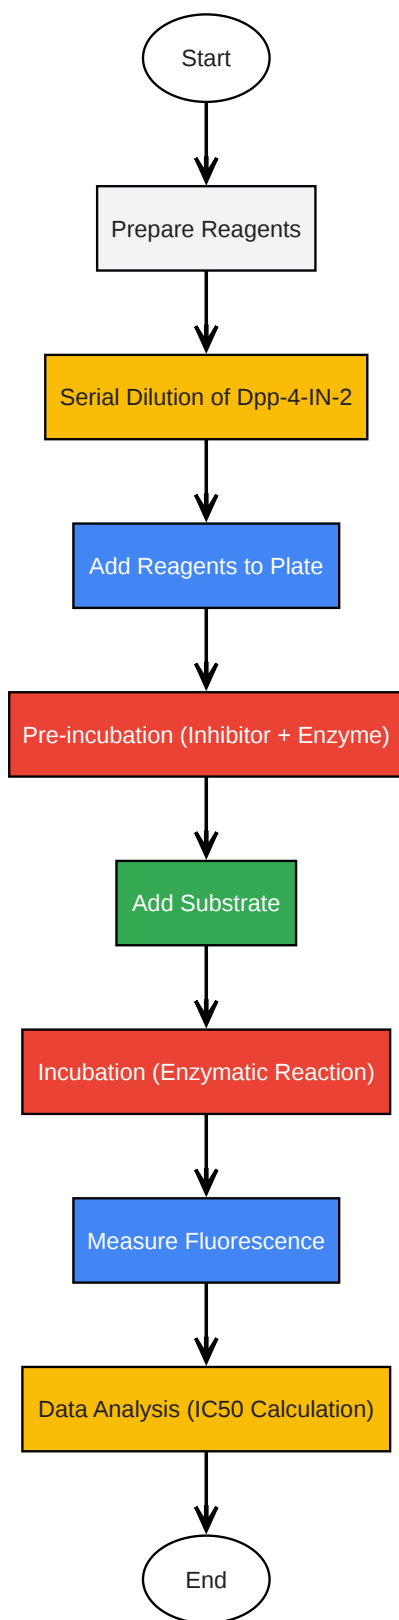 Start
Prepare Reagents
Serial Dilution of Dpp-4-IN-2
Add Reagents to Plate
Pre-incubation (Inhibitor + Enzyme)
Add Substrate
Incubation (Enzymatic Reaction)
Measure Fluorescence
Data Analysis (IC50 Calculation)
End